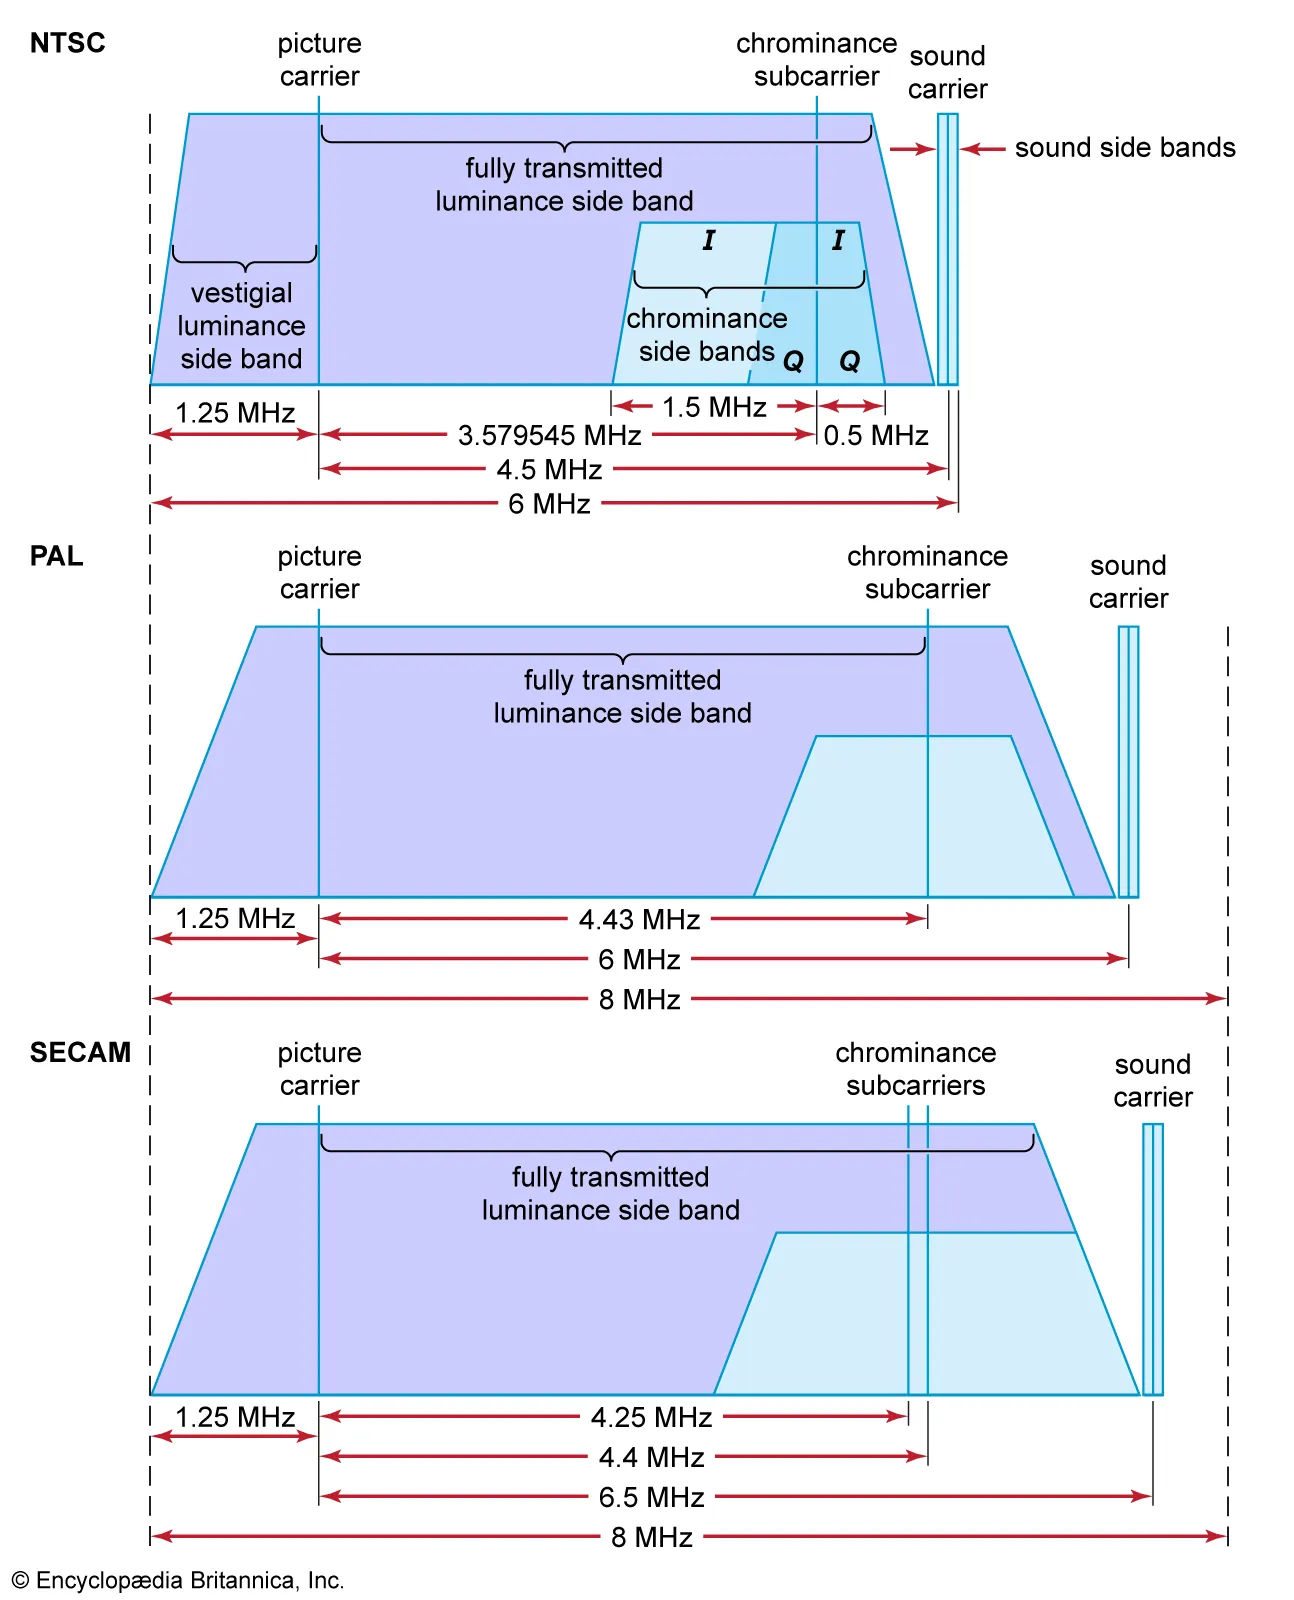 NTSC
picture
carrier
chrominance
subcarrier
sound
carrier
sound side bands
fully transmitted
luminance side band
I
I
vestigial
luminance
side band
chrominance
side bands
Q
Q
1.25 MHz
1.5 MHz
3.579545 MHz
0.5 MHz
4.5 MHz
6 MHz
PAL
picture
carrier
chrominance
subcarrier
sound
carrier
fully transmitted
luminance side band
1.25 MHz
4.43 MHz
6 MHz
8 MHz
SECAM
picture
carrier
chrominance
subcarriers
sound
carrier
fully transmitted
luminance side band
1.25 MHz
4.25 MHz
4.4 MHz
6.5 MHz
8 MHz
© Encyclopædia Britannica, Inc.